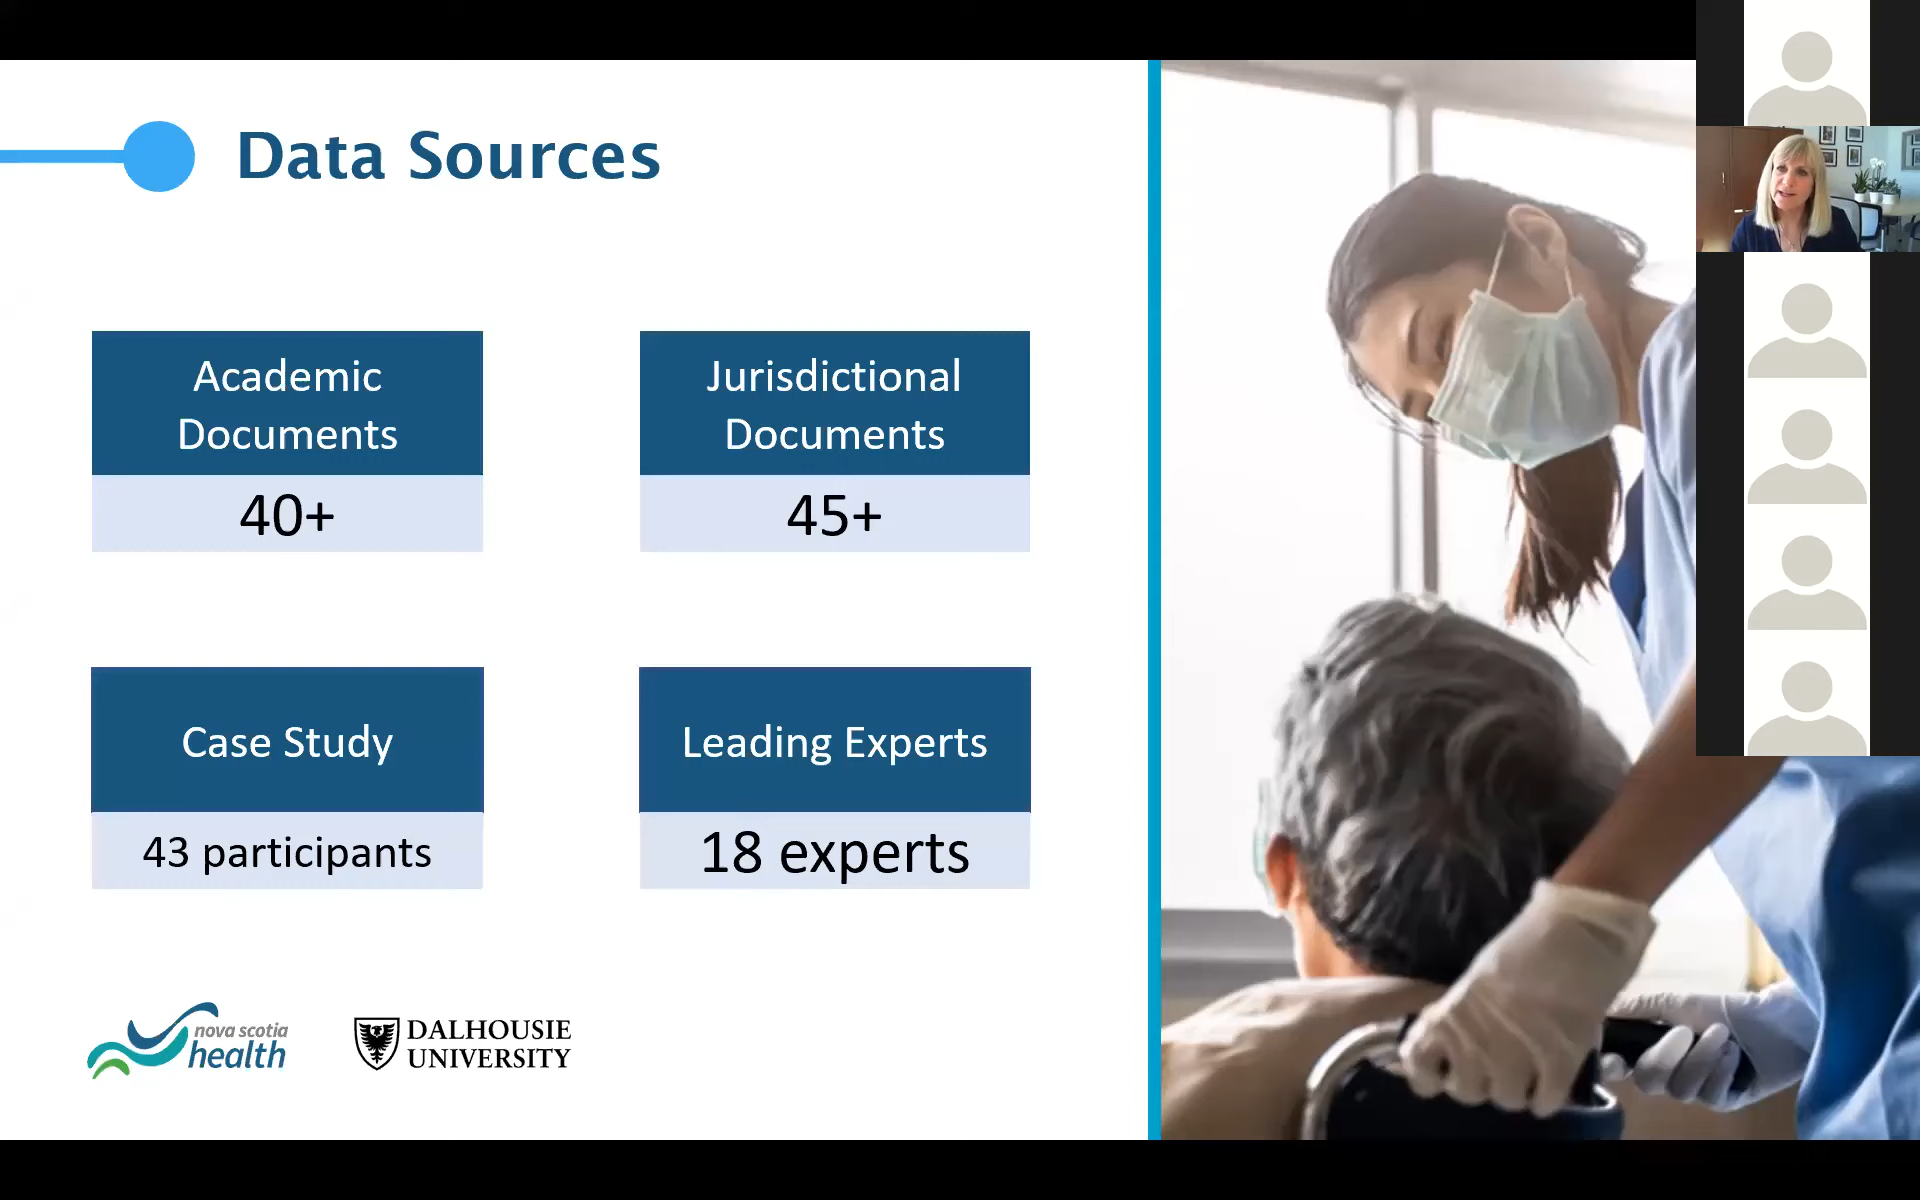 Data Sources
Academic
Documents
40+
Jurisdictional
Documents
45+
Case Study
43 participants
Leading Experts
18 experts
nova scotia
health
DALHOUSIE
UNIVERSITY